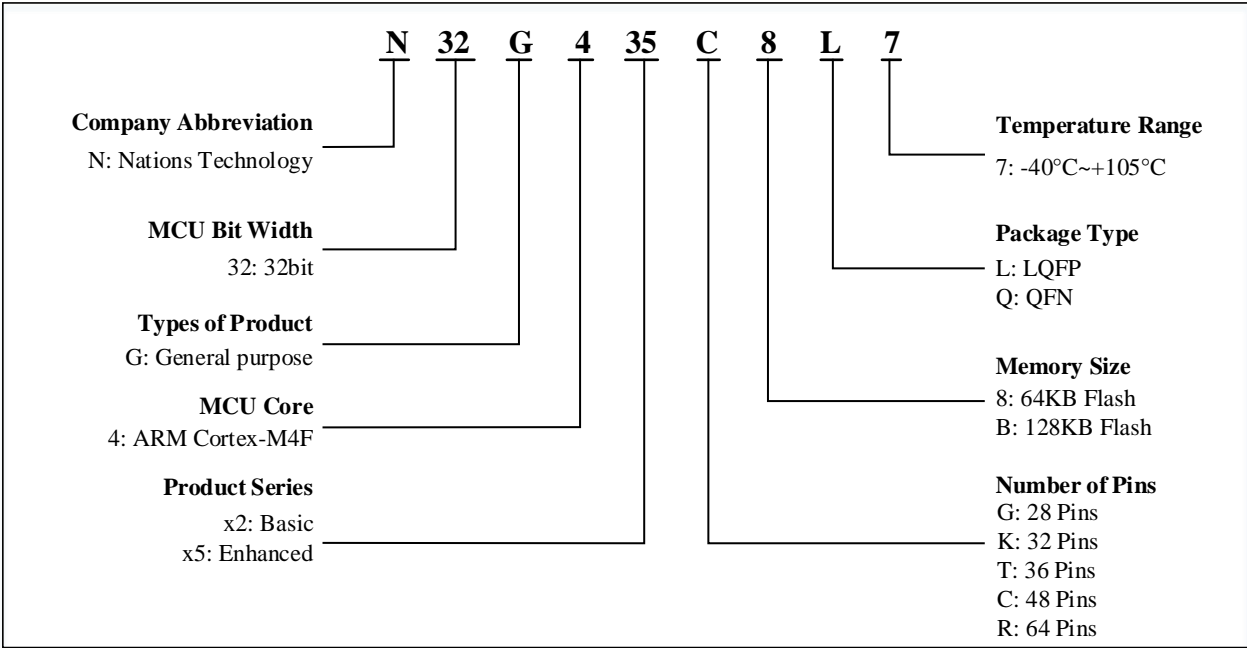 N 32 G 4 35 C 8 L 7
Company Abbreviation
N: Nations Technology
MCU Bit Width
32: 32bit
Types of Product
G: General purpose
MCU Core
4: ARM Cortex-M4F
Product Series
x2: Basic
x5: Enhanced
Temperature Range
7: -40°C~+105°C
Package Type
L: LQFP
Q: QFN
Memory Size
8: 64KB Flash
B: 128KB Flash
Number of Pins
G: 28 Pins
K: 32 Pins
T: 36 Pins
C: 48 Pins
R: 64 Pins